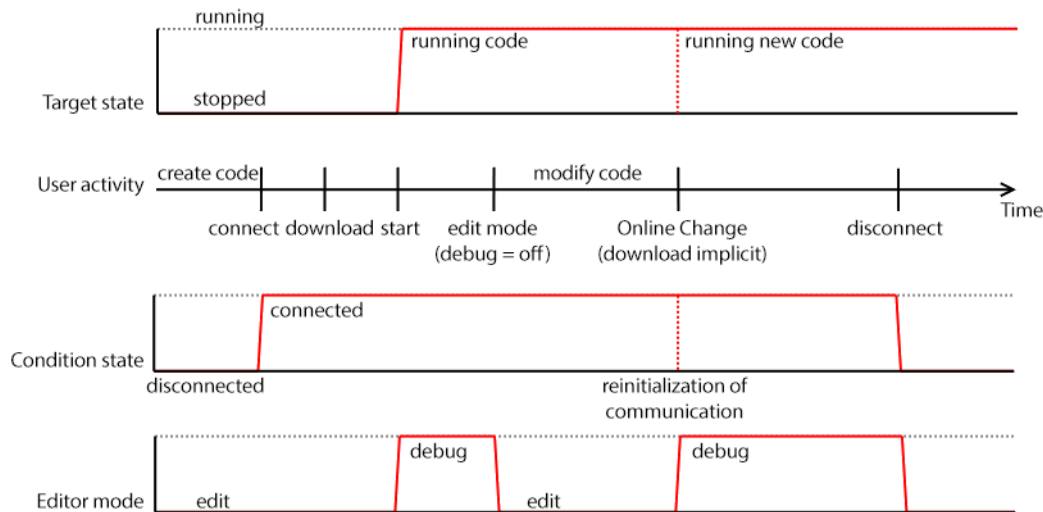 running
running code
running new code
Target state
stopped
create code
modify code
User activity
Time
connect
download
start
edit mode
(debug = off)
Online Change
(download implicit)
disconnect
connected
Condition state
disconnected
reinitialization of
communication
debug
debug
Editor mode
edit
edit